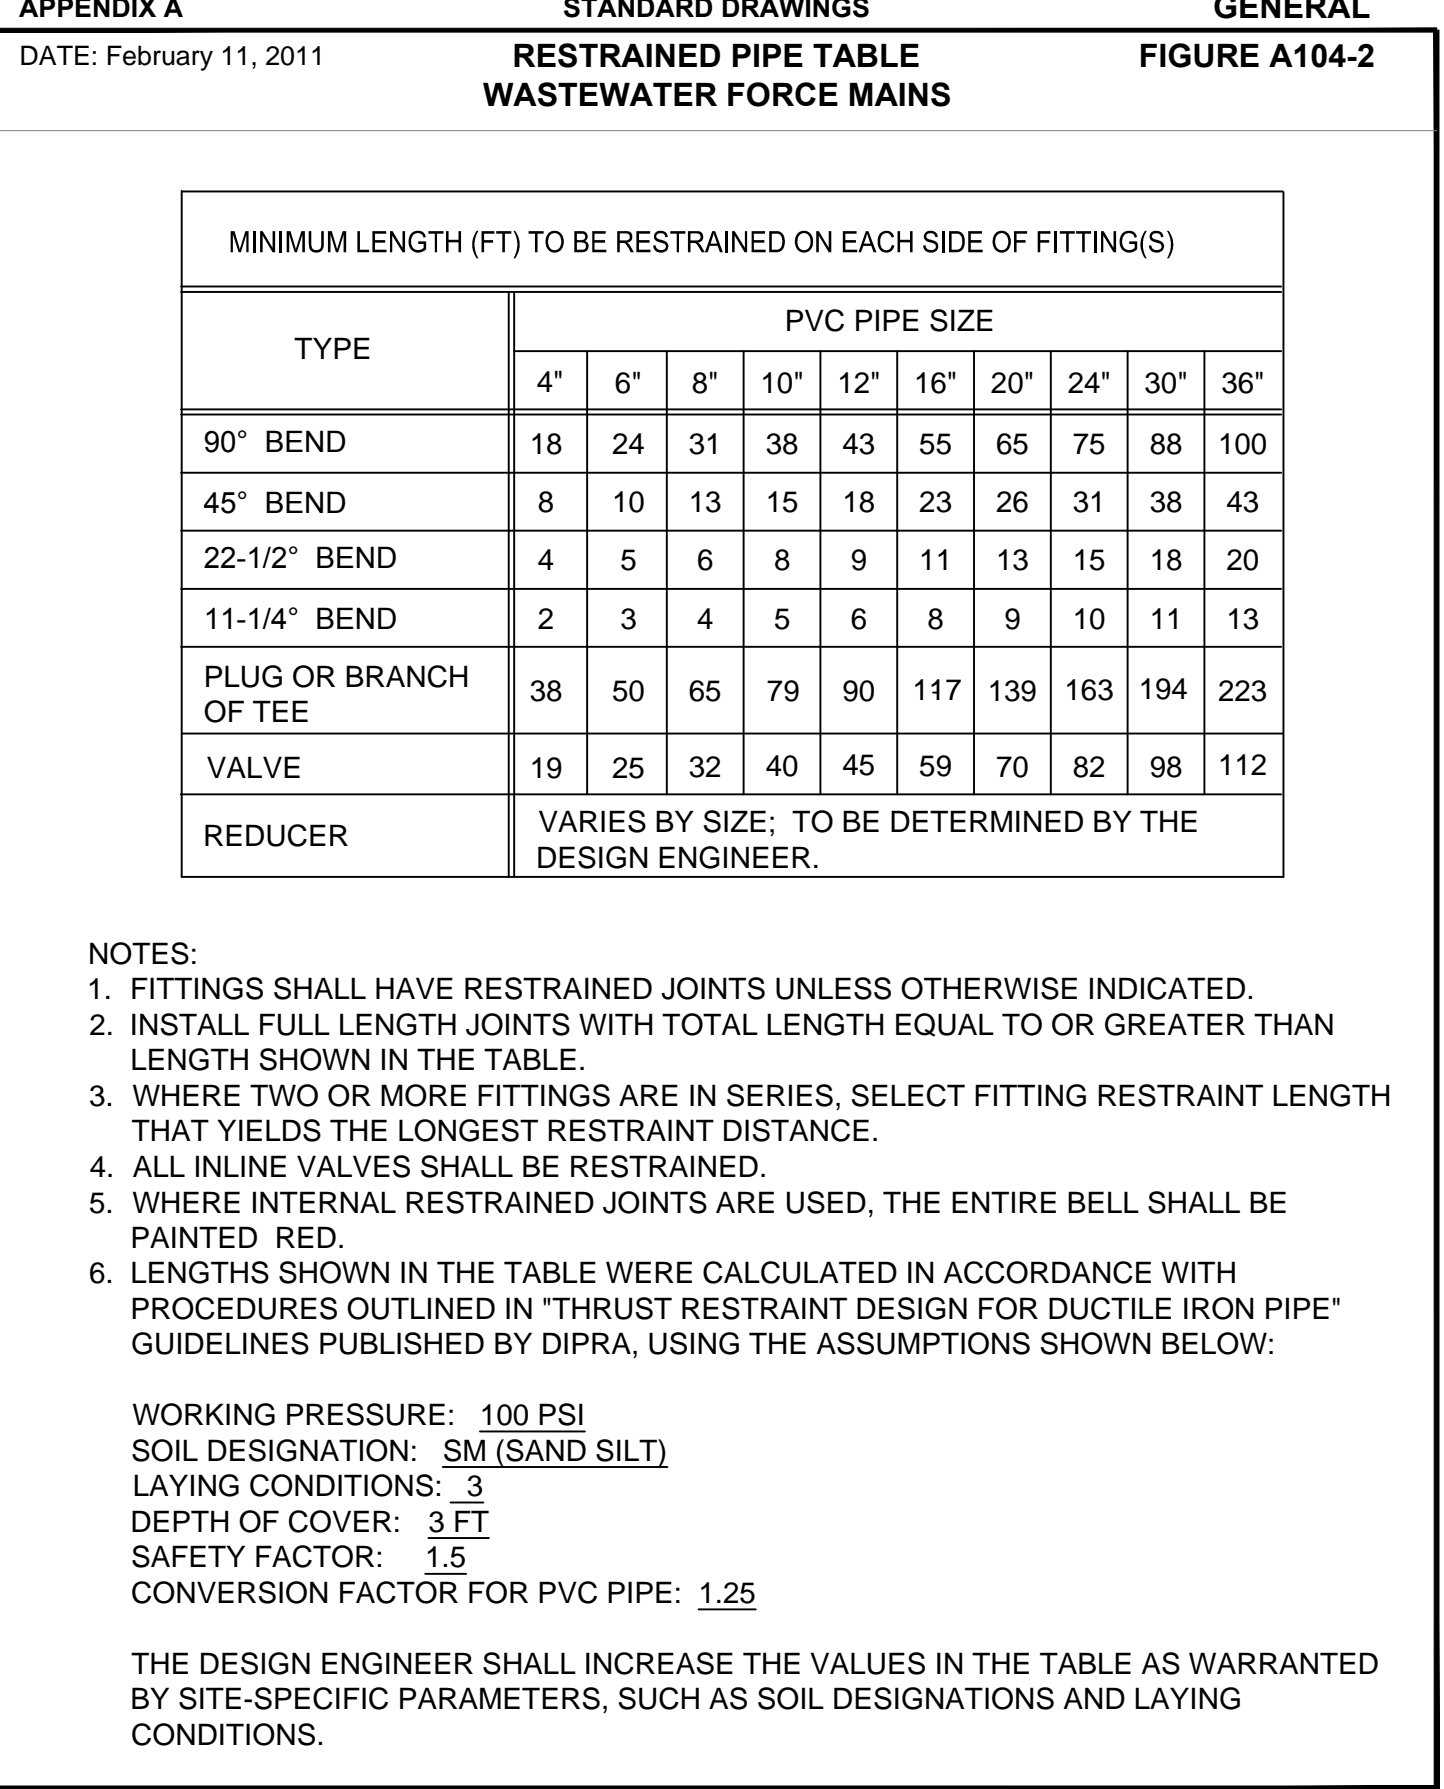 APPENDIX A STANDARD DRAWINGS GENERAL
DATE: February 11, 2011 RESTRAINED PIPE TABLE FIGURE A104-2
WASTEWATER FORCE MAINS
MINIMUM LENGTH (FT) TO BE RESTRAINED ON EACH SIDE OF FITTING(S)
TYPE PVC PIPE SIZE
4" 6" 8" 10" 12" 16" 20" 24" 30" 36"
90° BEND 18 24 31 38 43 55 65 75 88 100
45° BEND 8 10 13 15 18 23 26 31 38 43
22-1/2° BEND 4 5 6 8 9 11 13 15 18 20
11-1/4° BEND 2 3 4 5 6 8 9 10 11 13
PLUG OR BRANCH
OF TEE 38 50 65 79 90 117 139 163 194 223
VALVE 19 25 32 40 45 59 70 82 98 112
REDUCER VARIES BY SIZE; TO BE DETERMINED BY THE
DESIGN ENGINEER.
NOTES:
1. FITTINGS SHALL HAVE RESTRAINED JOINTS UNLESS OTHERWISE INDICATED.
2. INSTALL FULL LENGTH JOINTS WITH TOTAL LENGTH EQUAL TO OR GREATER THAN
LENGTH SHOWN IN THE TABLE.
3. WHERE TWO OR MORE FITTINGS ARE IN SERIES, SELECT FITTING RESTRAINT LENGTH
THAT YIELDS THE LONGEST RESTRAINT DISTANCE.
4. ALL INLINE VALVES SHALL BE RESTRAINED.
5. WHERE INTERNAL RESTRAINED JOINTS ARE USED, THE ENTIRE BELL SHALL BE
PAINTED RED.
6. LENGTHS SHOWN IN THE TABLE WERE CALCULATED IN ACCORDANCE WITH
PROCEDURES OUTLINED IN "THRUST RESTRAINT DESIGN FOR DUCTILE IRON PIPE"
GUIDELINES PUBLISHED BY DIPRA, USING THE ASSUMPTIONS SHOWN BELOW:
WORKING PRESSURE: 100 PSI
SOIL DESIGNATION: SM (SAND SILT)
LAYING CONDITIONS: 3
DEPTH OF COVER: 3 FT
SAFETY FACTOR: 1.5
CONVERSION FACTOR FOR PVC PIPE: 1.25
THE DESIGN ENGINEER SHALL INCREASE THE VALUES IN THE TABLE AS WARRANTED
BY SITE-SPECIFIC PARAMETERS, SUCH AS SOIL DESIGNATIONS AND LAYING
CONDITIONS.